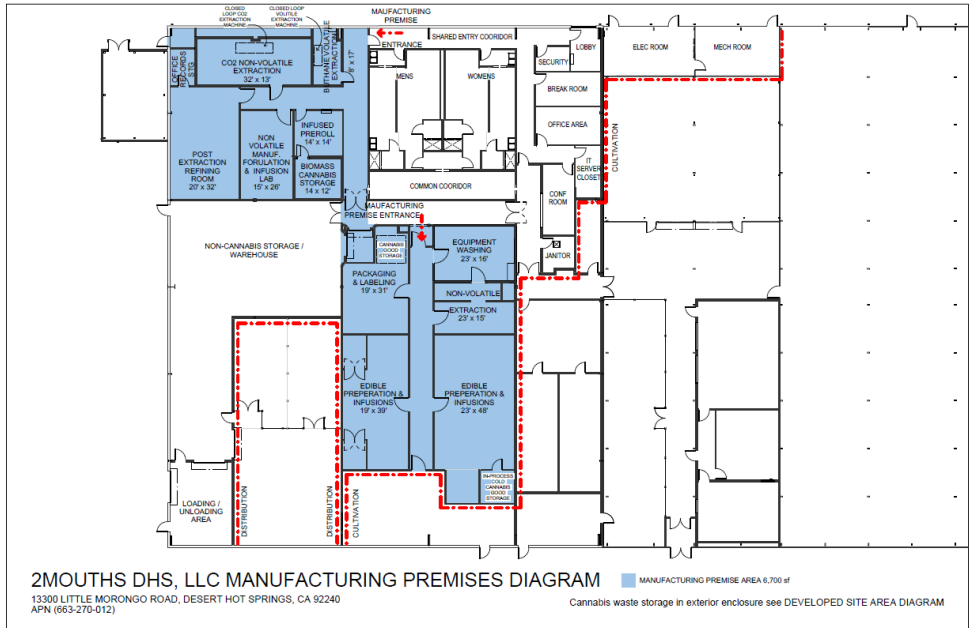 CLOSED
LOOP CO2
EXTRACTION
MACHINE
CLOSED LOOP
VOLITILE
EXTRACTION
MACHINE
MAUFACTURING
PREMISE
ENTRANCE
SHARED ENTRY COORIDOR
LOBBY
SECURITY
ELEC ROOM
MECH ROOM
OFFICE
RECORDS
STG
CO2 NON-VOLATILE
EXTRACTION
32' x 13'
BUTHANE VOLATILE
EXTRACTION
8' x 17'
MENS
WOMENS
BREAK ROOM
OFFICE AREA
CULTIVATION
INFUSED
PREROLL
14' x 14'
NON
VOLATILE
MANUF.
FORULATION
& INFUSION
LAB
15' x 26'
POST
EXTRACTION
REFINING
ROOM
20' x 32'
BIOMASS
CANNABIS
STORAGE
14 x 12'
IT
SERVER
CLOSET
COMMON COORIDOR
CONF
ROOM
MAUFACTURING
PREMISE ENTRANCE
NON-CANNABIS STORAGE /
WAREHOUSE
CANNABIS
GOOD
STORAGE
EQUIPMENT
WASHING
23' x 16'
JANITOR
PACKAGING
& LABELING
19' x 31'
NON-VOLATILE
EXTRACTION
23' x 15'
EDIBLE
PREPERATION &
INFUSIONS
19' x 39'
EDIBLE
PREPERATION &
INFUSIONS
23' x 48'
IN-PROCESS
COLD
CANNABIS
GOOD
STORAGE
LOADING /
UNLOADING
AREA
DISTRIBUTION
DISTRIBUTION
CULTIVATION
2MOUTHS DHS, LLC MANUFACTURING PREMISES DIAGRAM
13300 LITTLE MORONGO ROAD, DESERT HOT SPRINGS, CA 92240
APN (663-270-012)
MANUFACTURING PREMISE AREA 6,700 sf
Cannabis waste storage in exterior enclosure see DEVELOPED SITE AREA DIAGRAM